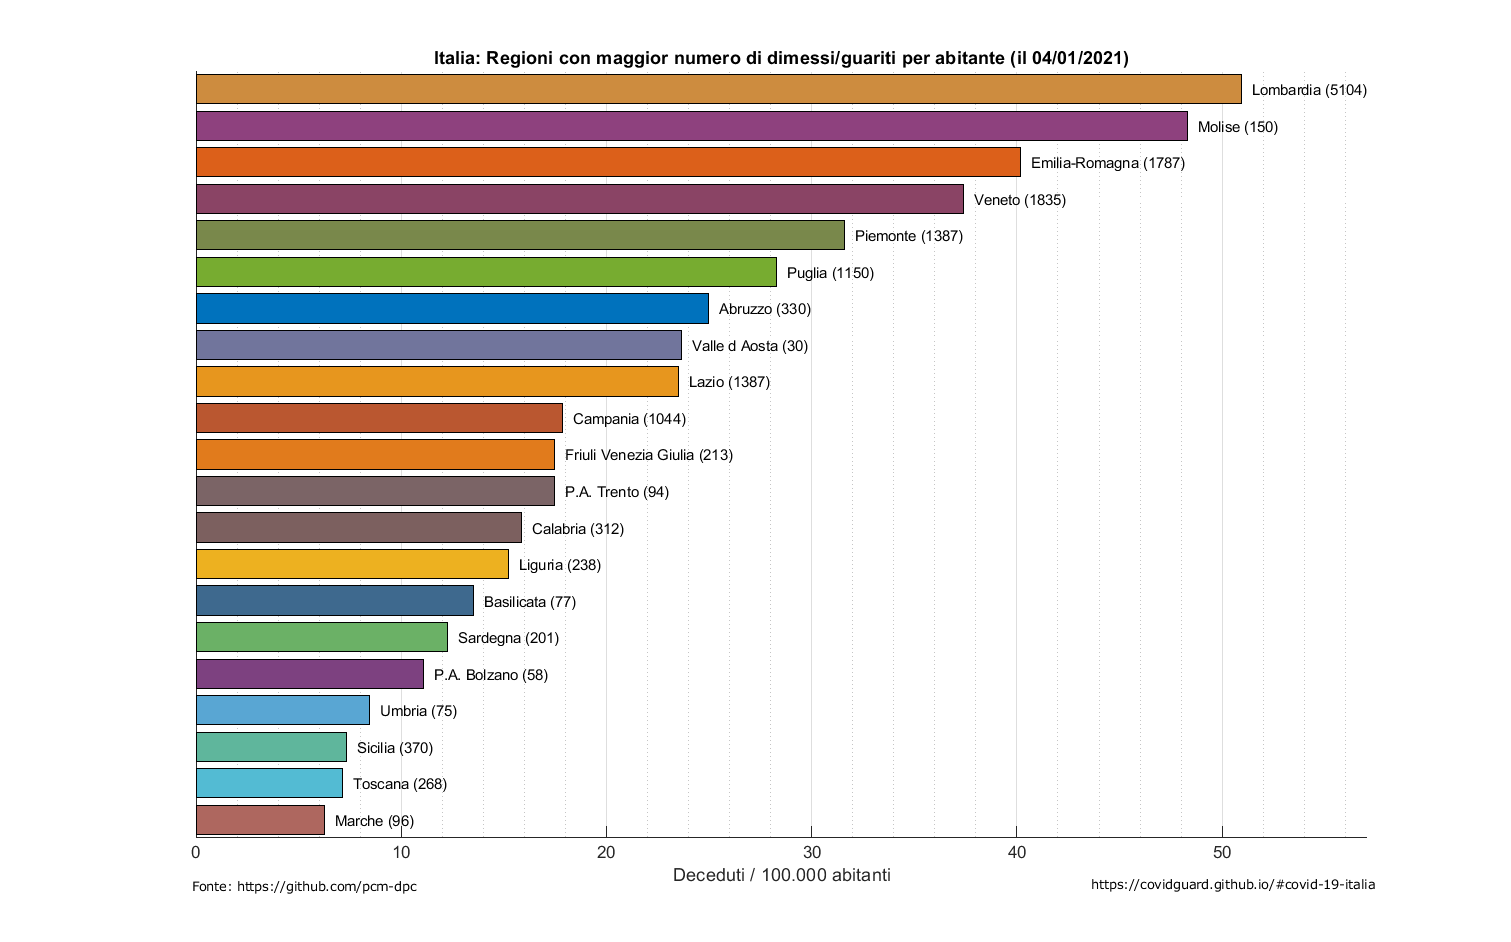 Italia: Regioni con maggior numero di dimessi/guariti per abitante (il 04/01/2021)
Lombardia (5104)
Molise (150)
Emilia-Romagna (1787)
Veneto (1835)
Piemonte (1387)
Puglia (1150)
Abruzzo (330)
Valle d Aosta (30)
Lazio (1387)
Campania (1044)
Friuli Venezia Giulia (213)
P.A. Trento (94)
Calabria (312)
Liguria (238)
Basilicata (77)
Sardegna (201)
P.A. Bolzano (58)
Umbria (75)
Sicilia (370)
Toscana (268)
Marche (96)
0 10 20 30 40 50
Deceduti / 100.000 abitanti
Fonte: https://github.com/pcm-dpc
https://covidguard.github.io/#covid-19-italia